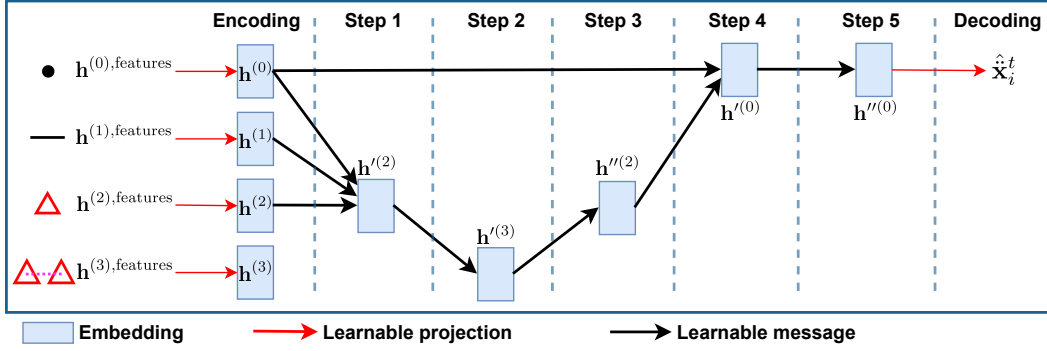 Encoding Step 1 Step 2 Step 3 Step 4 Step 5 Decoding
h^{(0),features} h^{(0)} h'^{(0)} h''^{(0)} \hat{x}_i^t
h^{(1),features} h^{(1)}
h'^{(2)} h''^{(2)}
h^{(2),features} h^{(2)}
h'^{(3)}
h^{(3),features} h^{(3)}
Embedding Learnable projection Learnable message